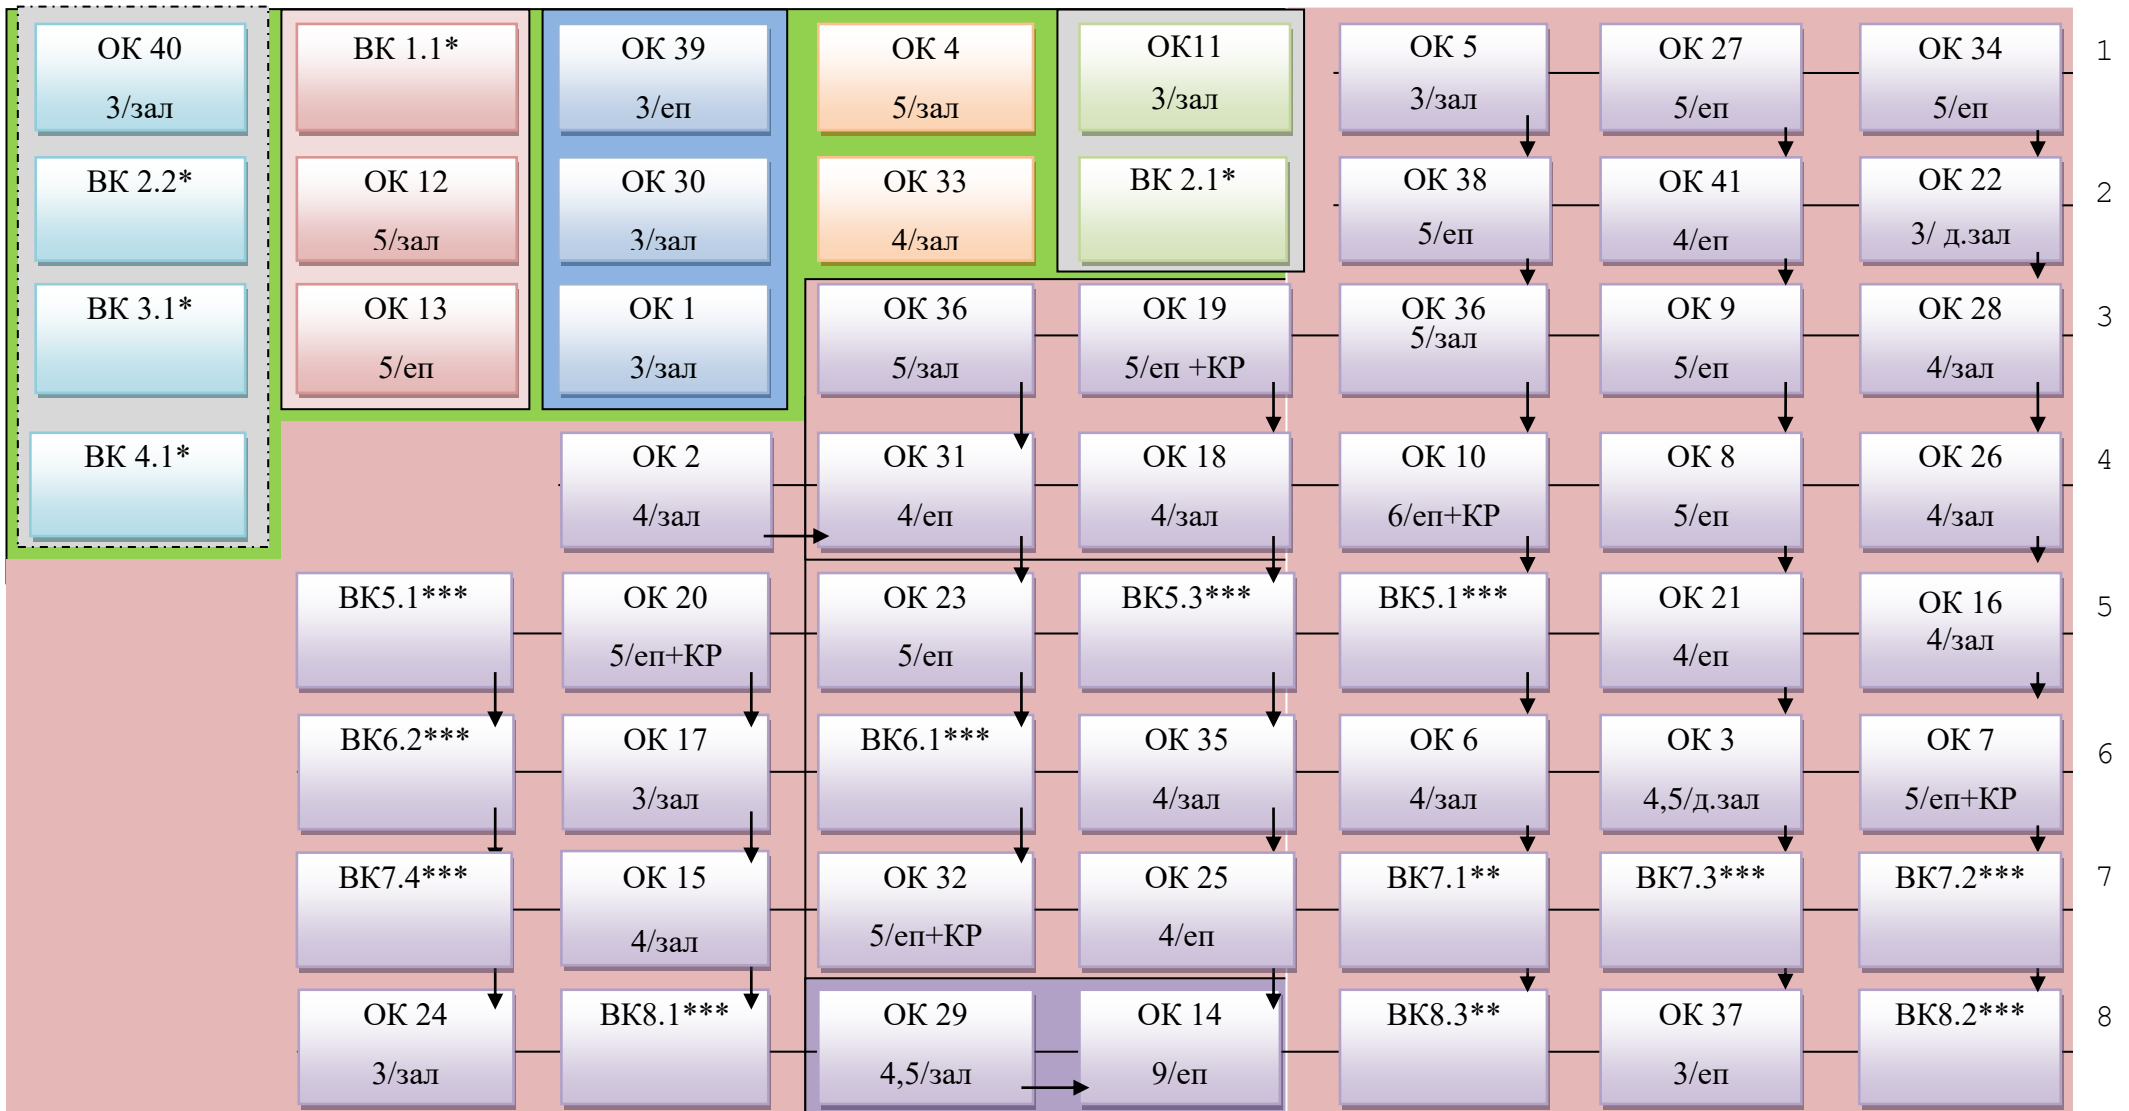 ОК 40
3/зал
ВК 1.1*
ОК 39
3/еп
ОК 4
5/зал
ОК11
3/зал
ОК 5
3/зал
ОК 27
5/еп
ОК 34
5/еп
1
ВК 2.2*
ОК 12
5/зал
ОК 30
3/зал
ОК 33
4/зал
ВК 2.1*
ОК 38
5/еп
ОК 41
4/еп
ОК 22
3/ д.зал
2
ВК 3.1*
ОК 13
5/еп
ОК 1
3/зал
ОК 36
5/зал
ОК 19
5/еп +КР
ОК 36
5/зал
ОК 9
5/еп
ОК 28
4/зал
3
ВК 4.1*
ОК 2
4/зал
ОК 31
4/еп
ОК 18
4/зал
ОК 10
6/еп+КР
ОК 8
5/еп
ОК 26
4/зал
4
ВК5.1***
ОК 20
5/еп+КР
ОК 23
5/еп
ВК5.3***
ВК5.1***
ОК 21
4/еп
ОК 16
4/зал
5
ВК6.2***
ОК 17
3/зал
ВК6.1***
ОК 35
4/зал
ОК 6
4/зал
ОК 3
4,5/д.зал
ОК 7
5/еп+КР
6
ВК7.4***
ОК 15
4/зал
ОК 32
5/еп+КР
ОК 25
4/еп
ВК7.1**
ВК7.3***
ВК7.2***
7
ОК 24
3/зал
ВК8.1***
ОК 29
4,5/зал
ОК 14
9/еп
ВК8.3**
ОК 37
3/еп
ВК8.2***
8